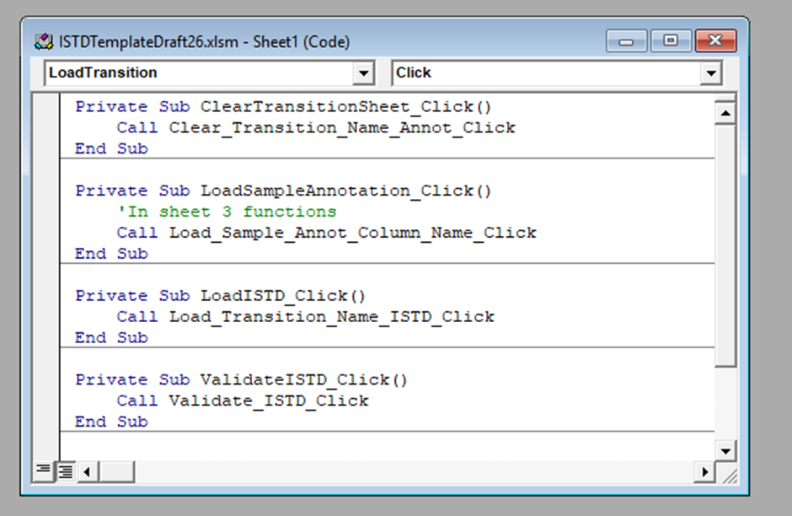 ISTDTemplateDraft26.xlsm - Sheet1 (Code)
LoadTransition Click
Private Sub ClearTransitionSheet_Click()
    Call Clear_Transition_Name_Annot_Click
End Sub
Private Sub LoadSampleAnnotation_Click()
    'In sheet 3 functions
    Call Load_Sample_Annot_Column_Name_Click
End Sub
Private Sub LoadISTD_Click()
    Call Load_Transition_Name_ISTD_Click
End Sub
Private Sub ValidateISTD_Click()
    Call Validate_ISTD_Click
End Sub